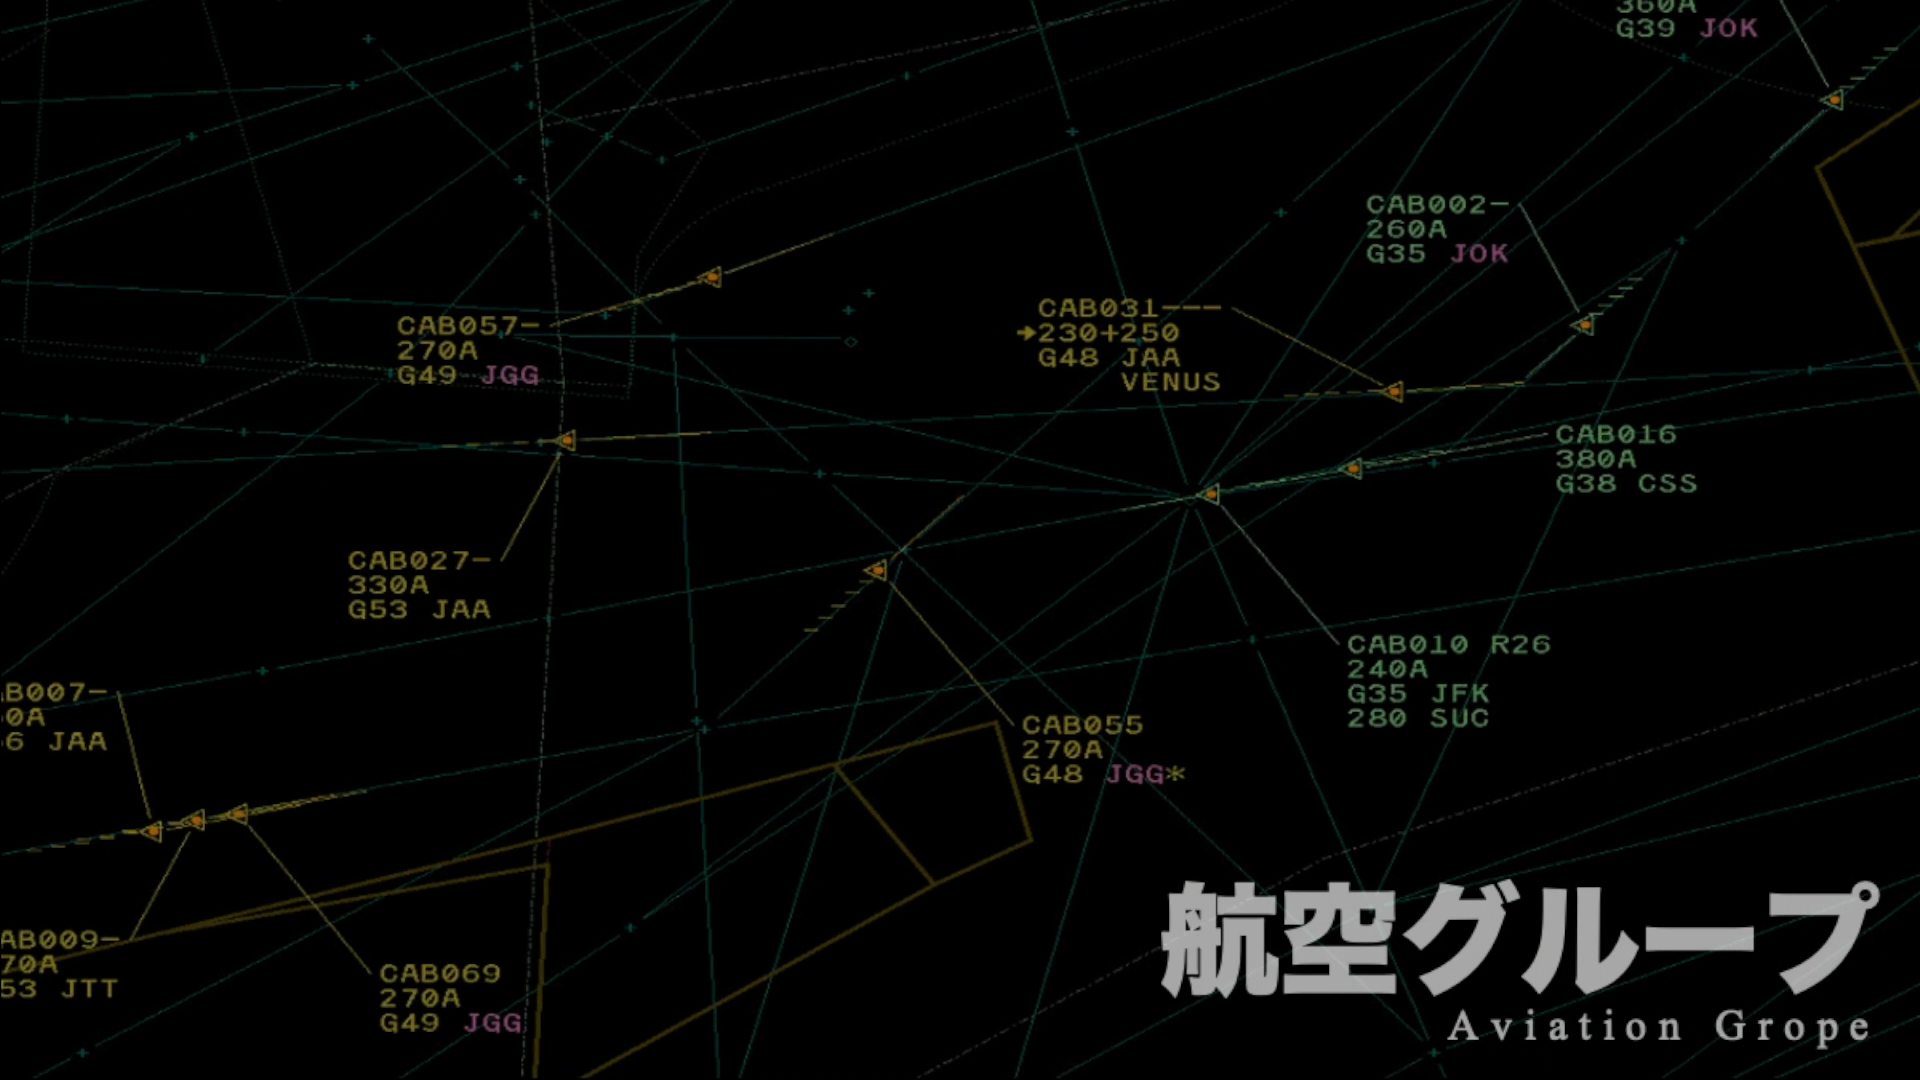 360A
G39 JOK
CAB002-
260A
G35 JOK
CAB031---
→230+250
G48 JAA
VENUS
CAB057-
270A
G49 JGG
CAB016
380A
G38 CSS
CAB027-
330A
G53 JAA
CAB010 R26
240A
G35 JFK
280 SUC
B007-
0A
6 JAA
CAB055
270A
G48 JGG*
AB009-
70A
53 JTT
CAB069
270A
G49 JGG
航空グループ
Aviation Grope